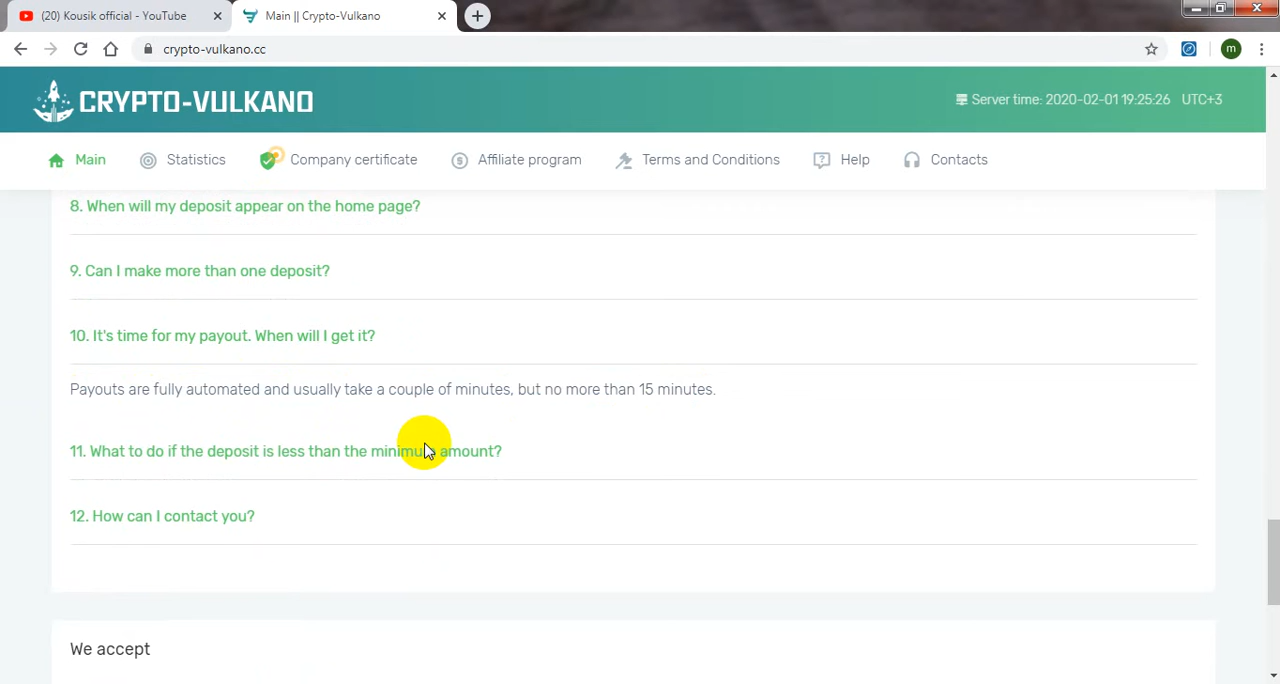 (20) Kousik official - YouTube
Main || Crypto-Vulkano
crypto-vulkano.cc
m
CRYPTO-VULKANO
Server time: 2020-02-01 19:25:26 UTC+3
Main
Statistics
Company certificate
Affiliate program
Terms and Conditions
Help
Contacts
8. When will my deposit appear on the home page?
9. Can I make more than one deposit?
10. It's time for my payout. When will I get it?
Payouts are fully automated and usually take a couple of minutes, but no more than 15 minutes.
11. What to do if the deposit is less than the minimum amount?
12. How can I contact you?
We accept